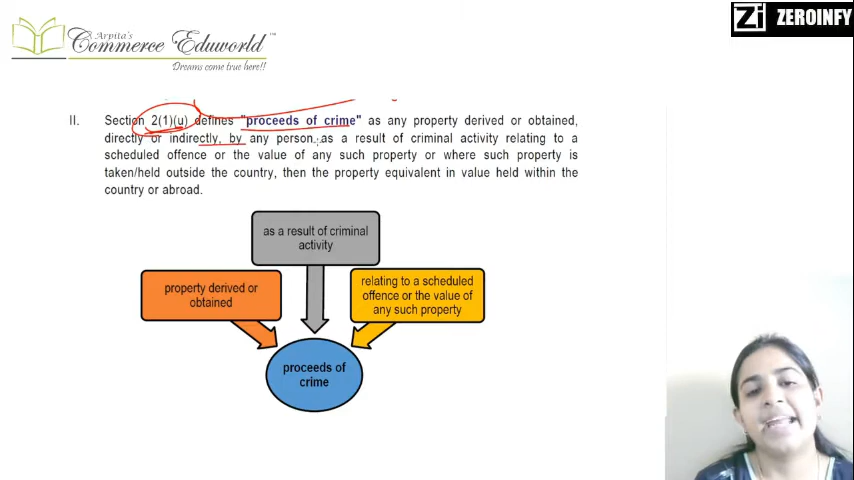 Arpita's
Commerce Eduworld™
Dreams come true here!!
Zi ZEROINFY
II. Section 2(1)(u) defines "proceeds of crime" as any property derived or obtained,
directly or indirectly, by any person as a result of criminal activity relating to a
scheduled offence or the value of any such property or where such property is
taken/held outside the country, then the property equivalent in value held within the
country or abroad.
as a result of criminal
activity
property derived or
obtained
relating to a scheduled
offence or the value of
any such property
proceeds of
crime